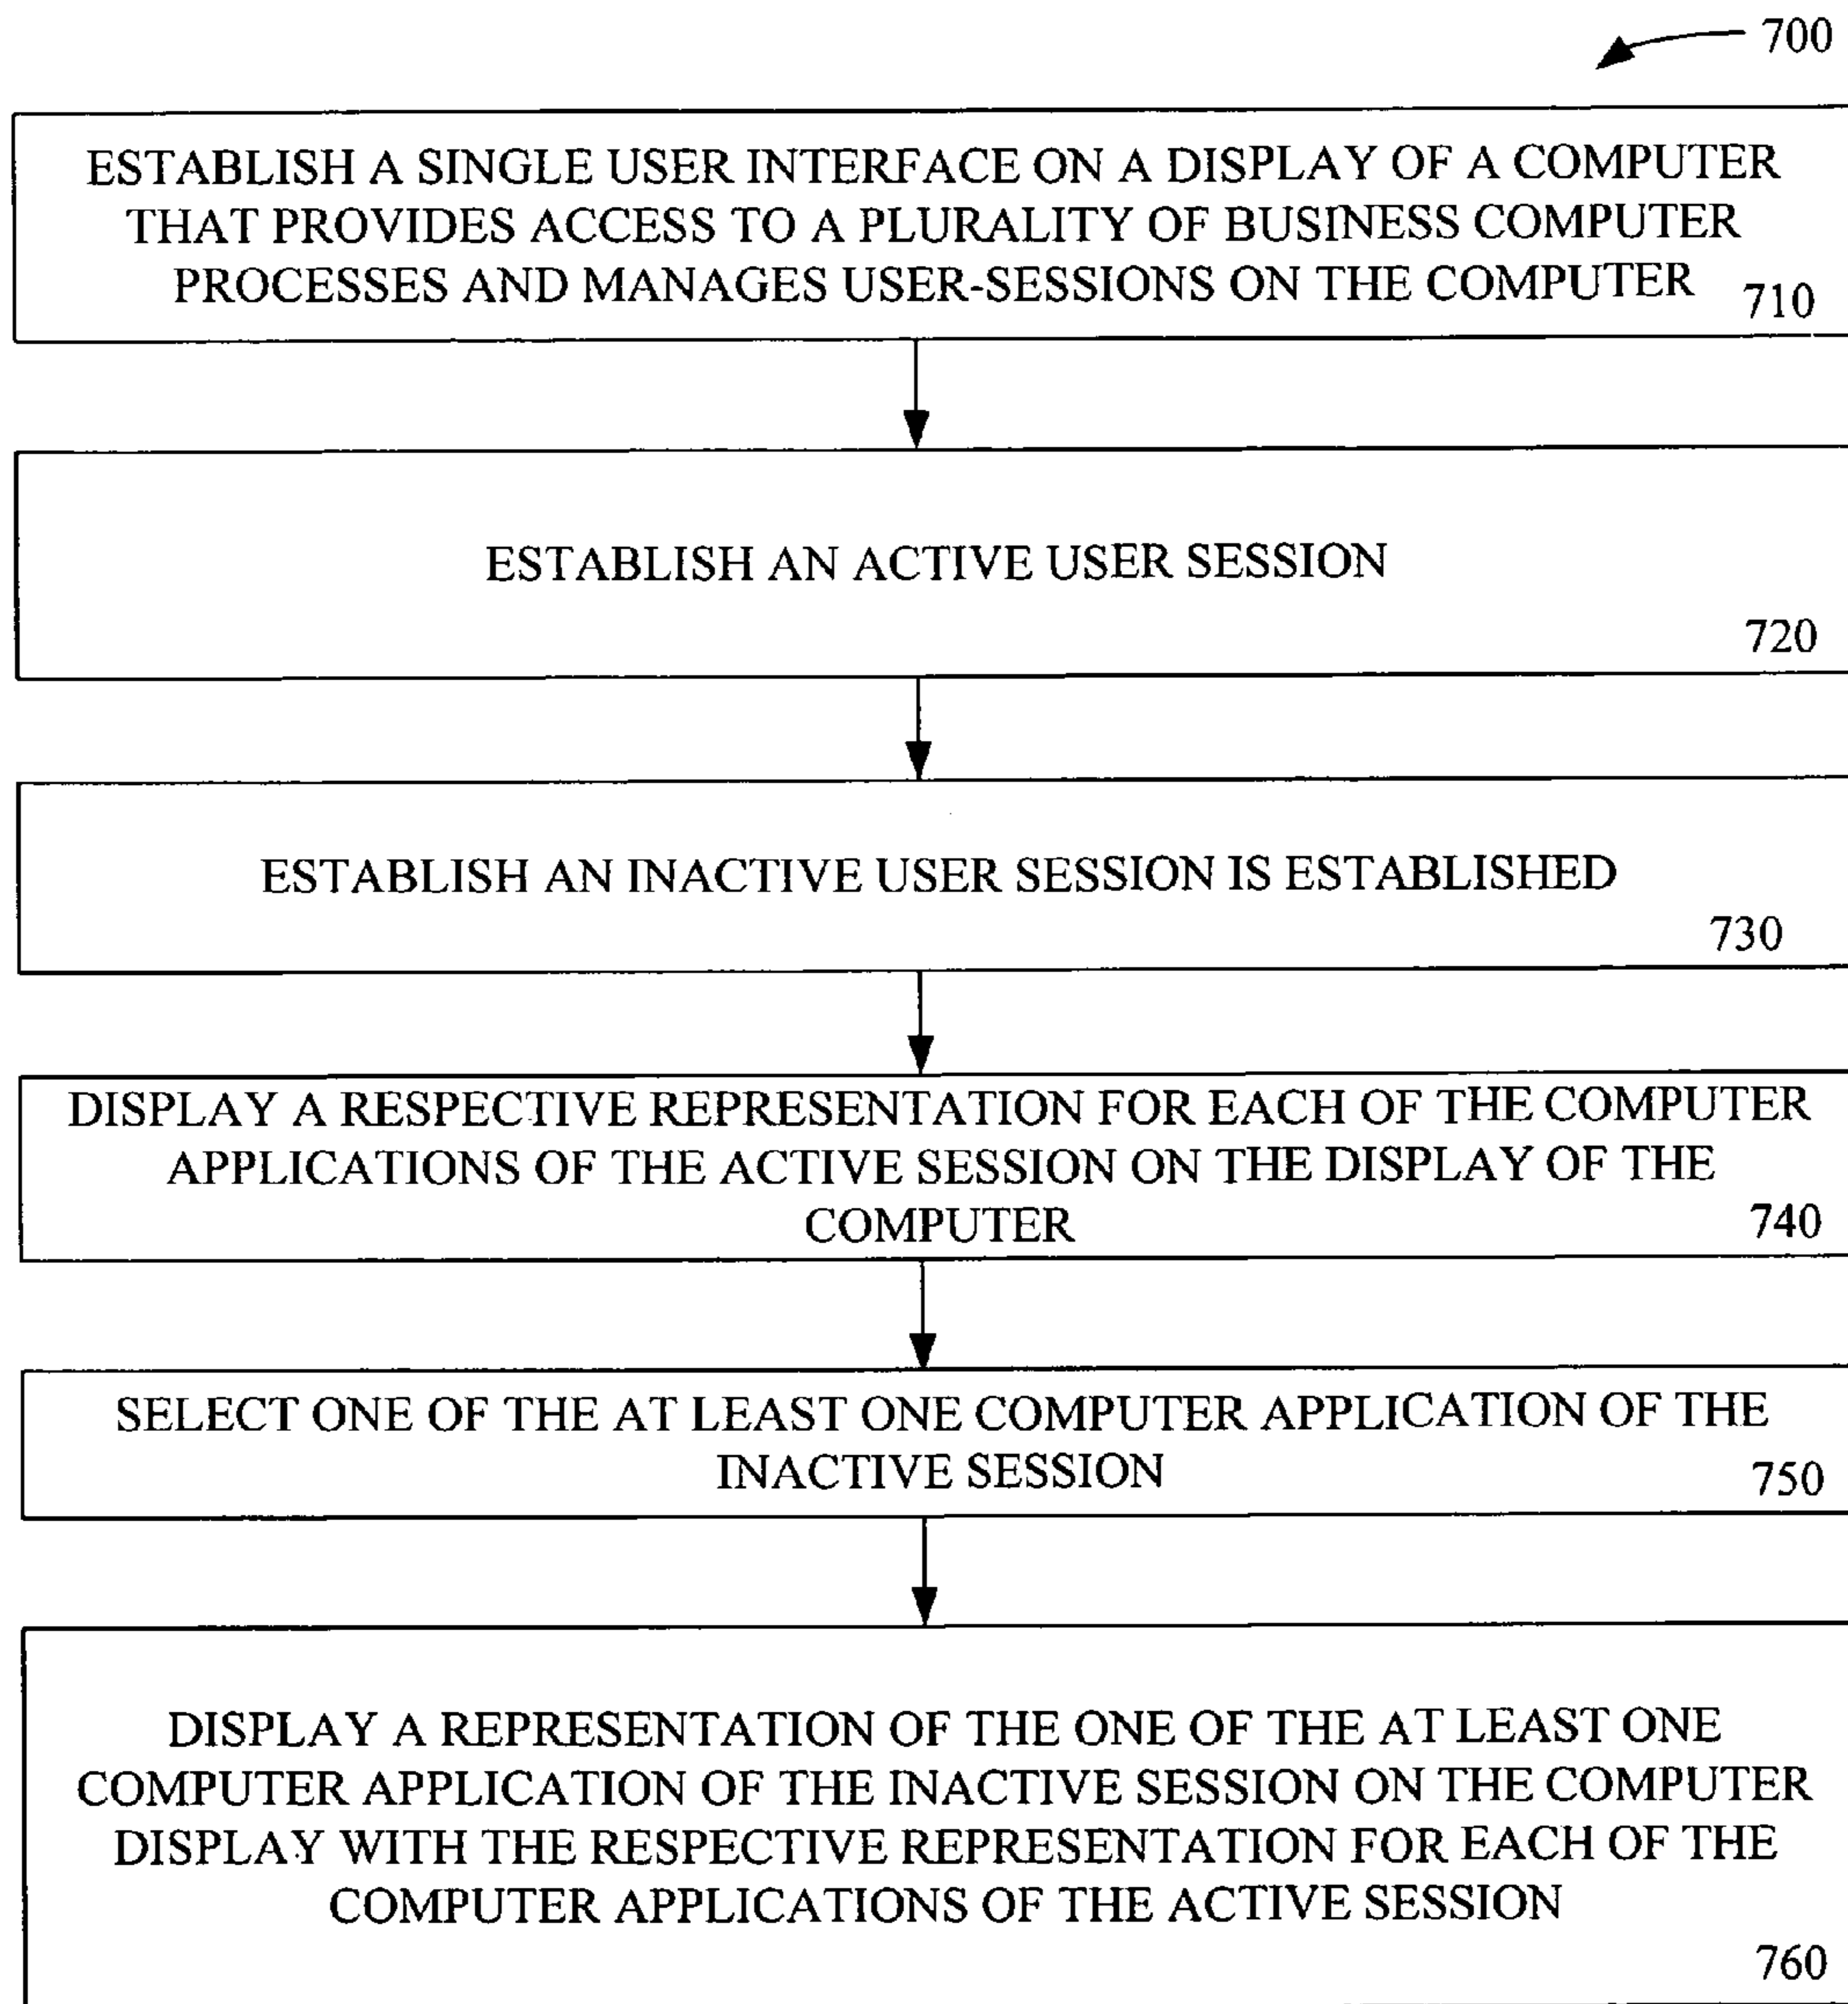 700
ESTABLISH A SINGLE USER INTERFACE ON A DISPLAY OF A COMPUTER
THAT PROVIDES ACCESS TO A PLURALITY OF BUSINESS COMPUTER
PROCESSES AND MANAGES USER-SESSIONS ON THE COMPUTER
710
ESTABLISH AN ACTIVE USER SESSION
720
ESTABLISH AN INACTIVE USER SESSION IS ESTABLISHED
730
DISPLAY A RESPECTIVE REPRESENTATION FOR EACH OF THE COMPUTER
APPLICATIONS OF THE ACTIVE SESSION ON THE DISPLAY OF THE
COMPUTER
740
SELECT ONE OF THE AT LEAST ONE COMPUTER APPLICATION OF THE
INACTIVE SESSION
750
DISPLAY A REPRESENTATION OF THE ONE OF THE AT LEAST ONE
COMPUTER APPLICATION OF THE INACTIVE SESSION ON THE COMPUTER
DISPLAY WITH THE RESPECTIVE REPRESENTATION FOR EACH OF THE
COMPUTER APPLICATIONS OF THE ACTIVE SESSION
760